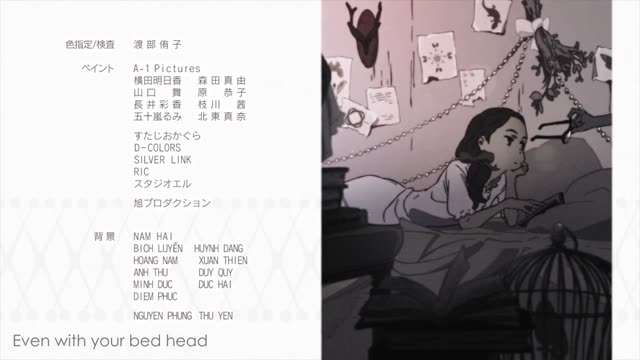 色指定/検査 渡部侑子
ペイント A-1 Pictures
横田明日香 森田真由
山口 舞 原 恭子
長井彩香 枝川 茜
五十嵐るみ 北東真奈
すたじおかぐら
D-COLORS
SILVER LINK
RIC
スタジオエル
旭プロダクション
背景 NAM HAI
BICH LUYẾN HUYNH DANG
HOANG NAM XUAN THIEN
ANH THU DUY QUY
MINH DUC DUC HAI
DIEM PHUC
NGUYEN PHUNG THU YEN
Even with your bed head